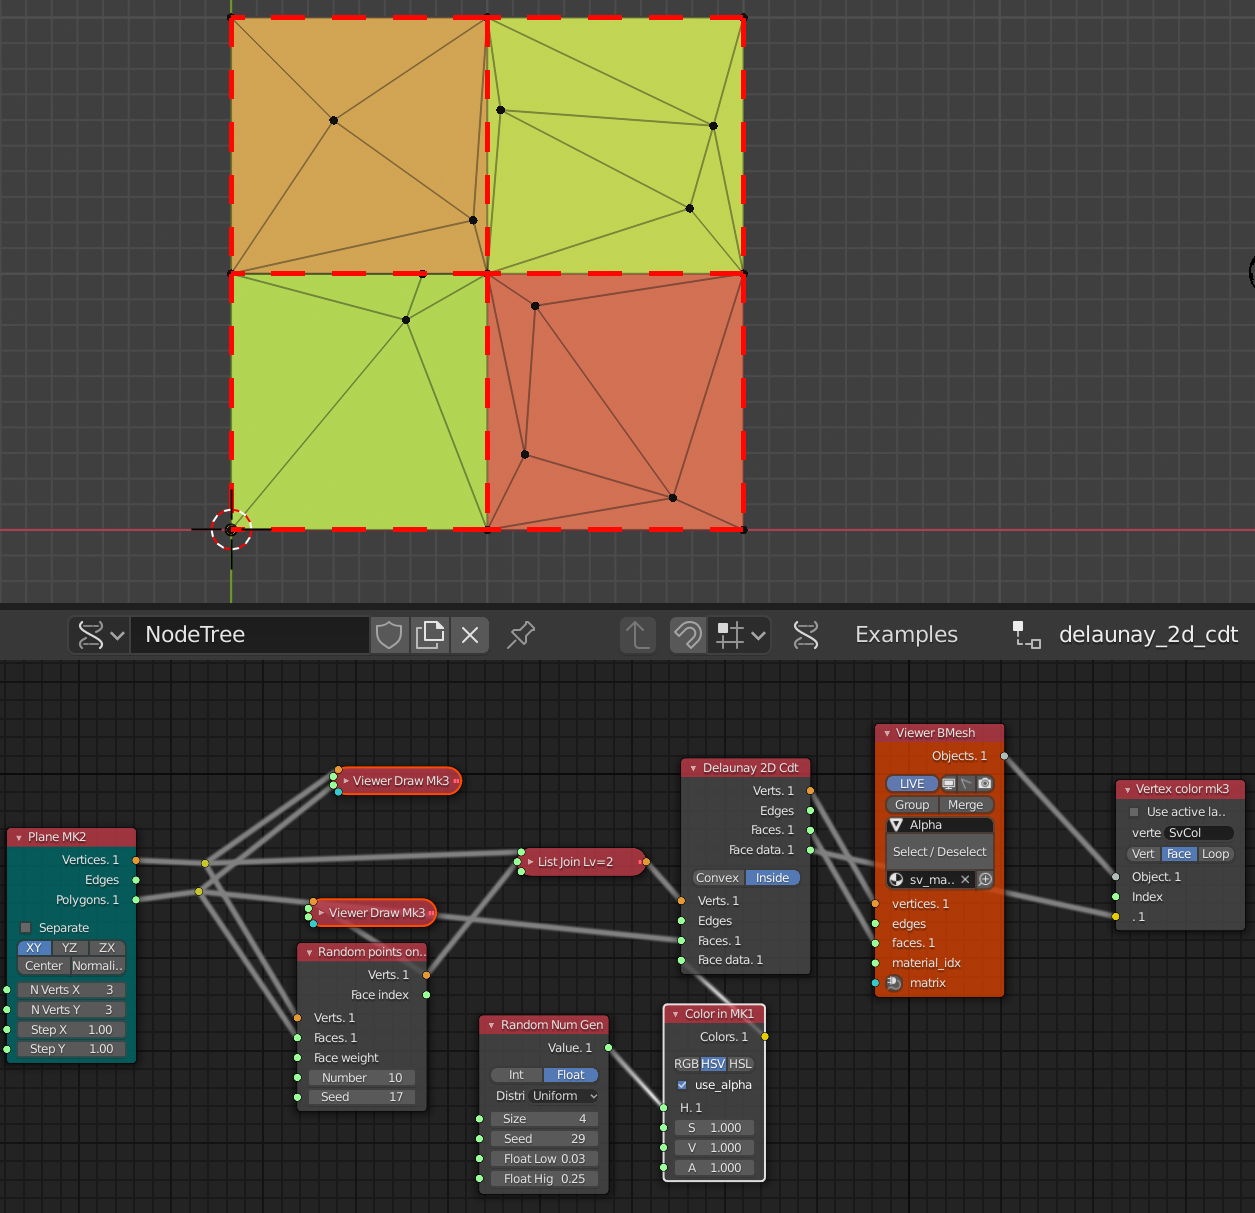 NodeTree
Examples
delaunay_2d_cdt
Plane MK2
Vertices. 1
Edges
Polygons. 1
Separate
XY YZ ZX
Center Normali..
N Verts X 3
N Verts Y 3
Step X 1.00
Step Y 1.00
Viewer Draw Mk3
Viewer Draw Mk3
Random points on..
Verts. 1
Face index
Verts. 1
Faces. 1
Face weight
Number 10
Seed 17
List Join Lv=2
Random Num Gen
Value. 1
Int Float
Distri Uniform
Size 4
Seed 29
Float Low 0.03
Float Hig 0.25
Delaunay 2D Cdt
Verts. 1
Edges
Faces. 1
Face data. 1
Convex Inside
Verts. 1
Edges
Faces. 1
Face data. 1
Color in MK1
Colors. 1
RGB HSV HSL
use_alpha
H. 1
S 1.000
V 1.000
A 1.000
Viewer BMesh
Objects. 1
LIVE
Group Merge
Alpha
Select / Deselect
sv_ma..
vertices. 1
edges
faces. 1
material_idx
matrix
Vertex color mk3
Use active la..
verte SvCol
Vert Face Loop
Object. 1
Index
. 1